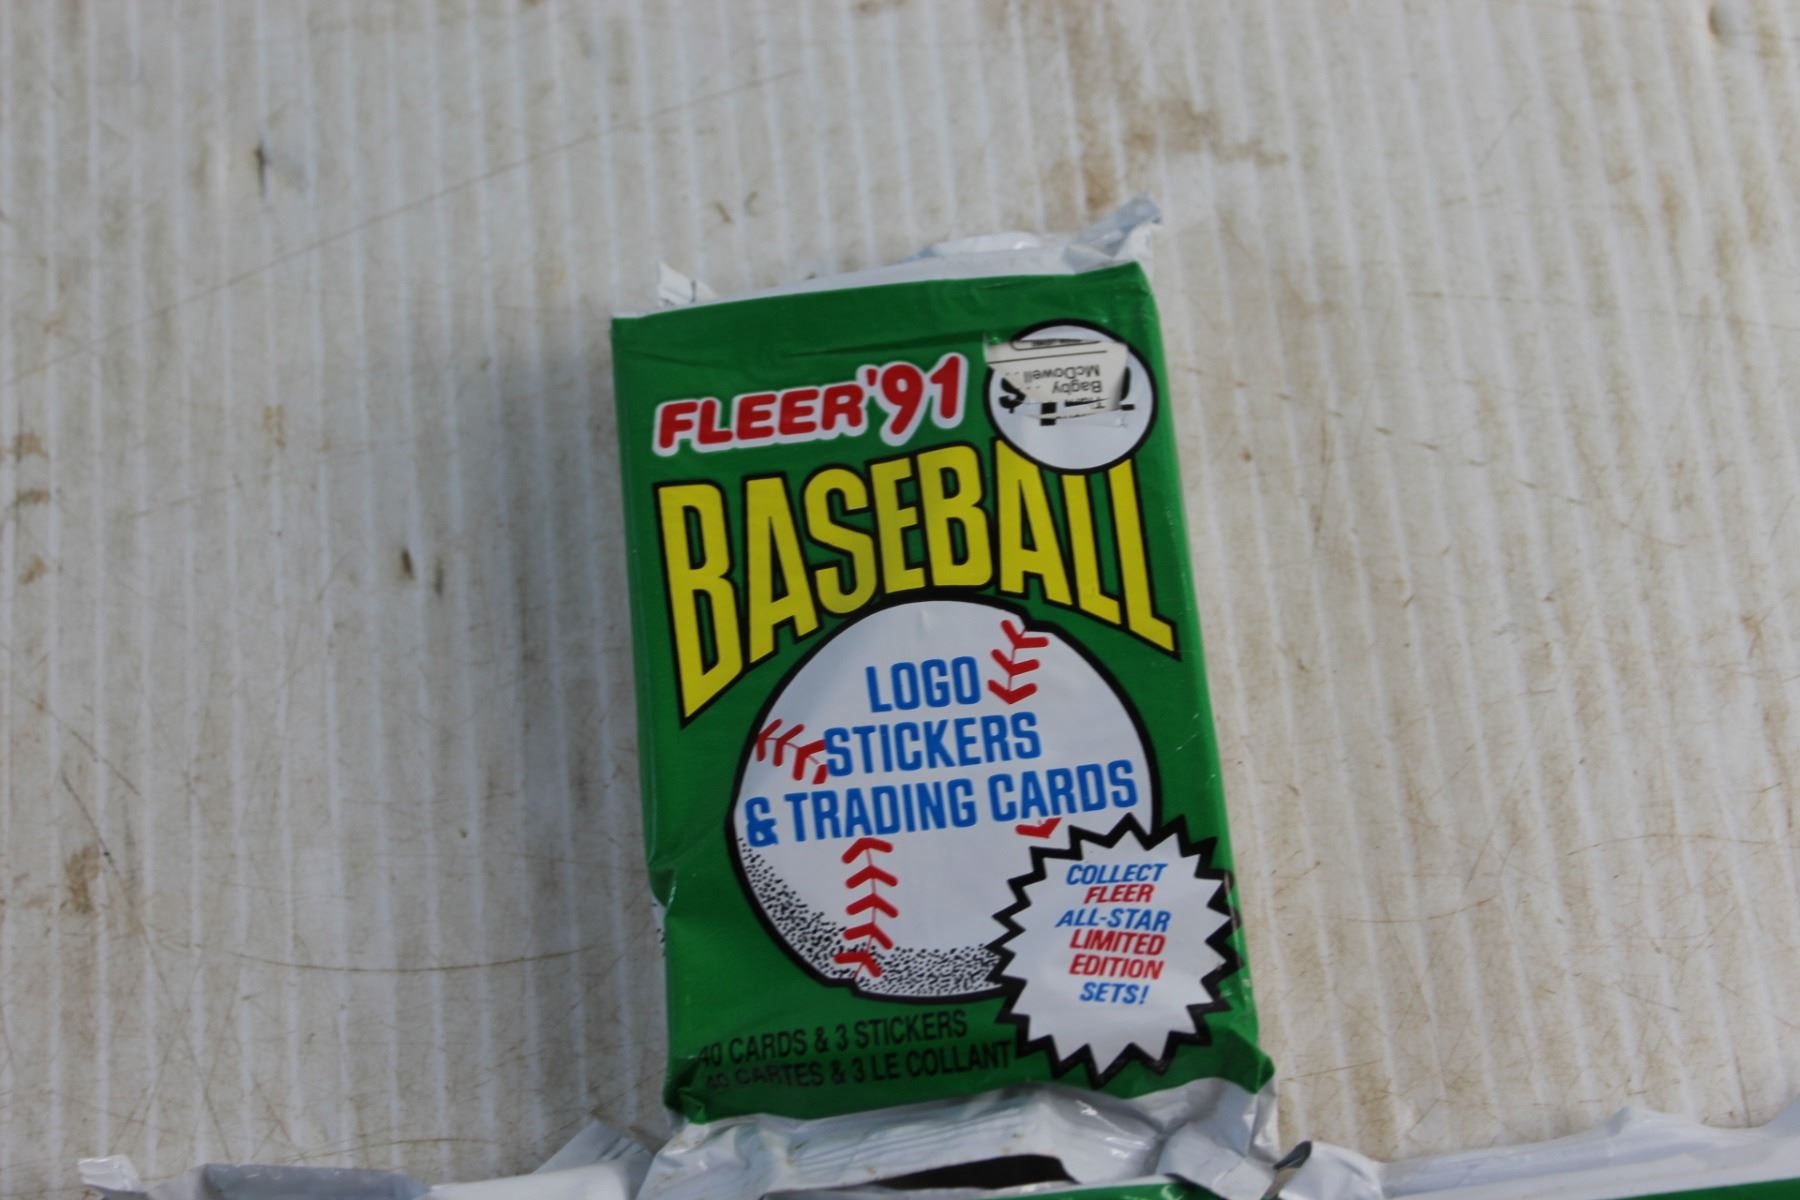 FLEER '91
McDowell
Bagby
BASEBALL
LOGO
STICKERS
& TRADING CARDS
COLLECT
FLEER
ALL-STAR
LIMITED
EDITION
SETS!
40 CARDS & 3 STICKERS
40 CARTES & 3 LE COLLANT